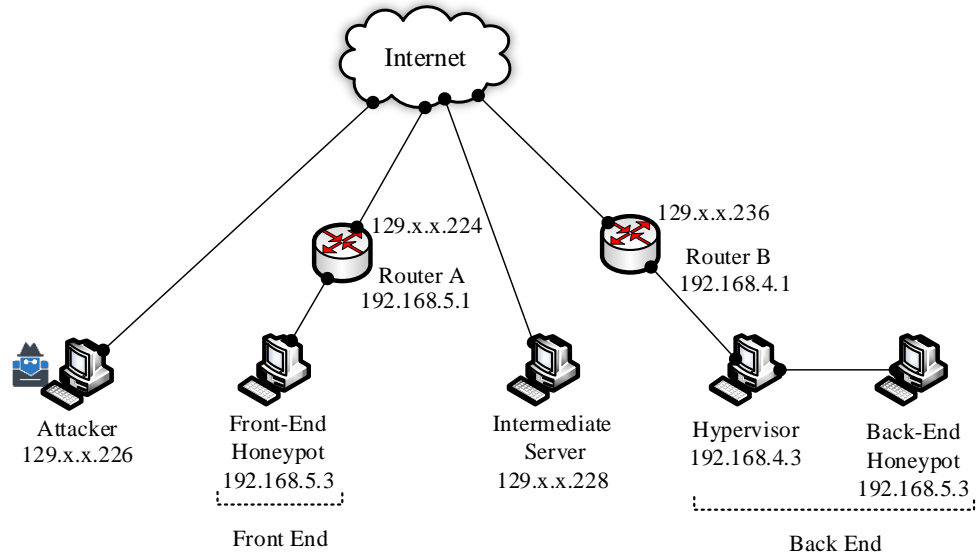 Internet
129.x.x.224
Router A
192.168.5.1
129.x.x.236
Router B
192.168.4.1
Attacker
129.x.x.226
Front-End
Honeypot
192.168.5.3
Intermediate
Server
129.x.x.228
Hypervisor
192.168.4.3
Back-End
Honeypot
192.168.5.3
Front End
Back End